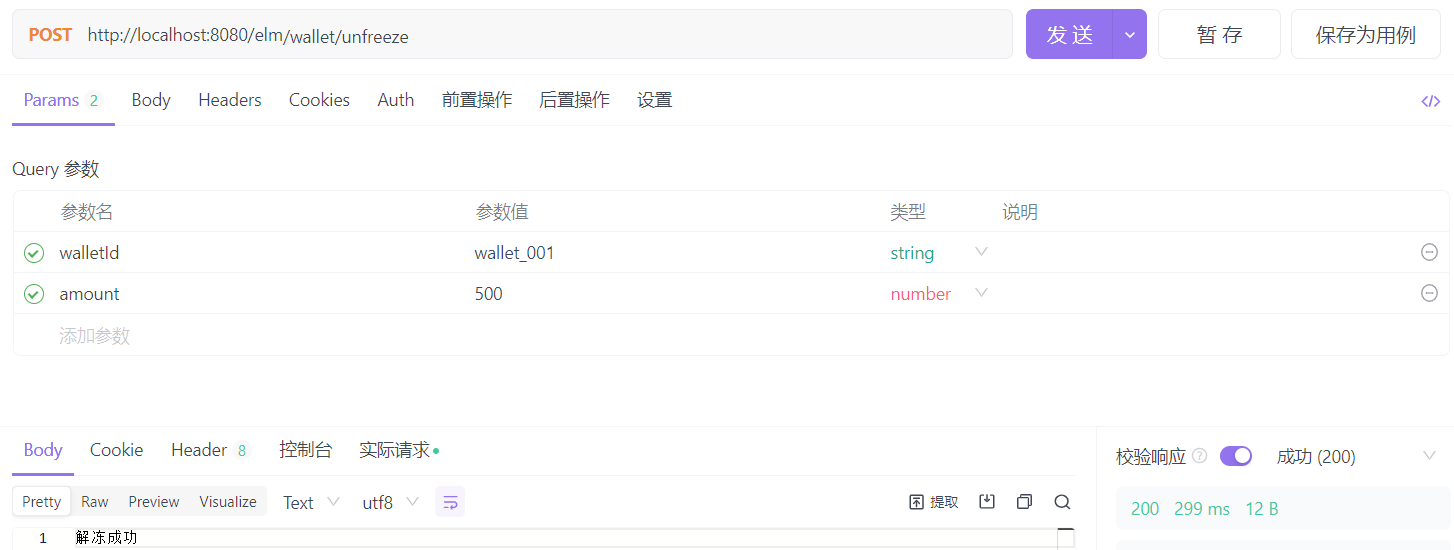 POST http://localhost:8080/elm/wallet/unfreeze 发 送 暂 存 保存为用例
Params 2 Body Headers Cookies Auth 前置操作 后置操作 设置 </>
Query 参数
参数名 参数值 类型 说明
walletId wallet_001 string
amount 500 number
添加参数
Body Cookie Header 8 控制台 实际请求 校验响应 ? 成功 (200)
Pretty Raw Preview Visualize Text utf8 提取 200 299 ms 12 B
1 解冻成功